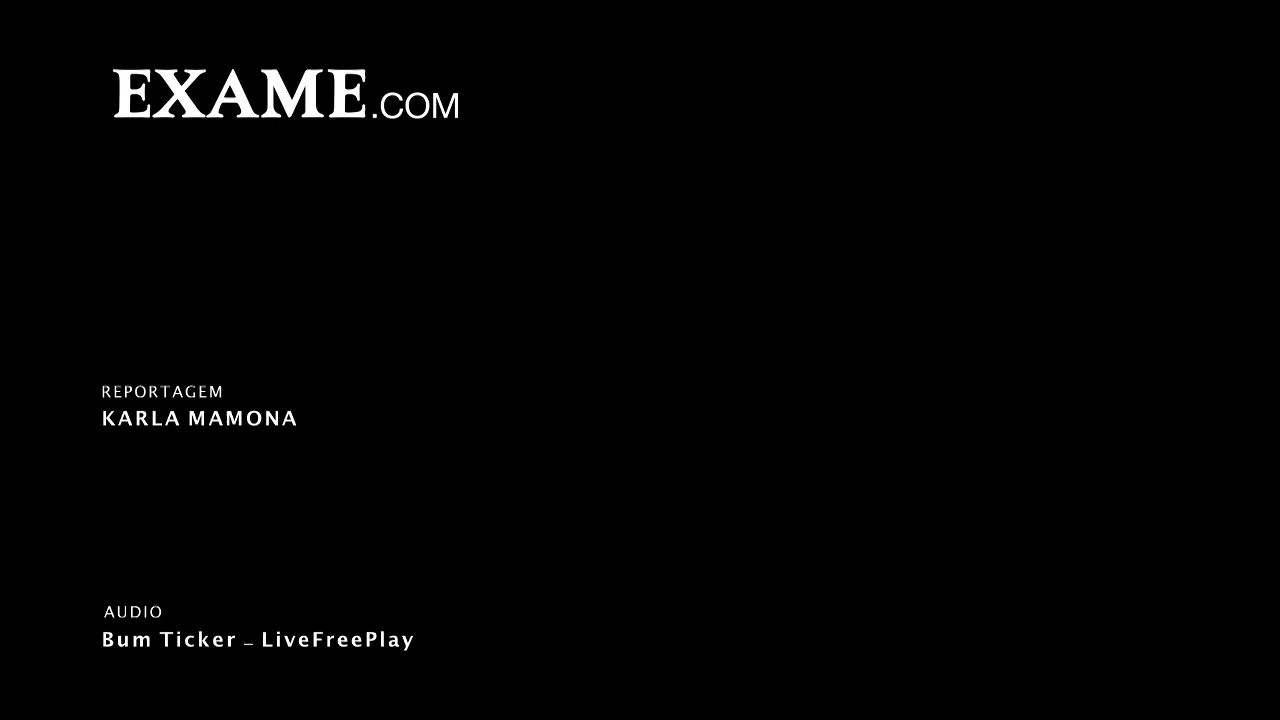 EXAME.COM
REPORTAGEM
KARLA MAMONA
AUDIO
Bum Ticker – LiveFreePlay